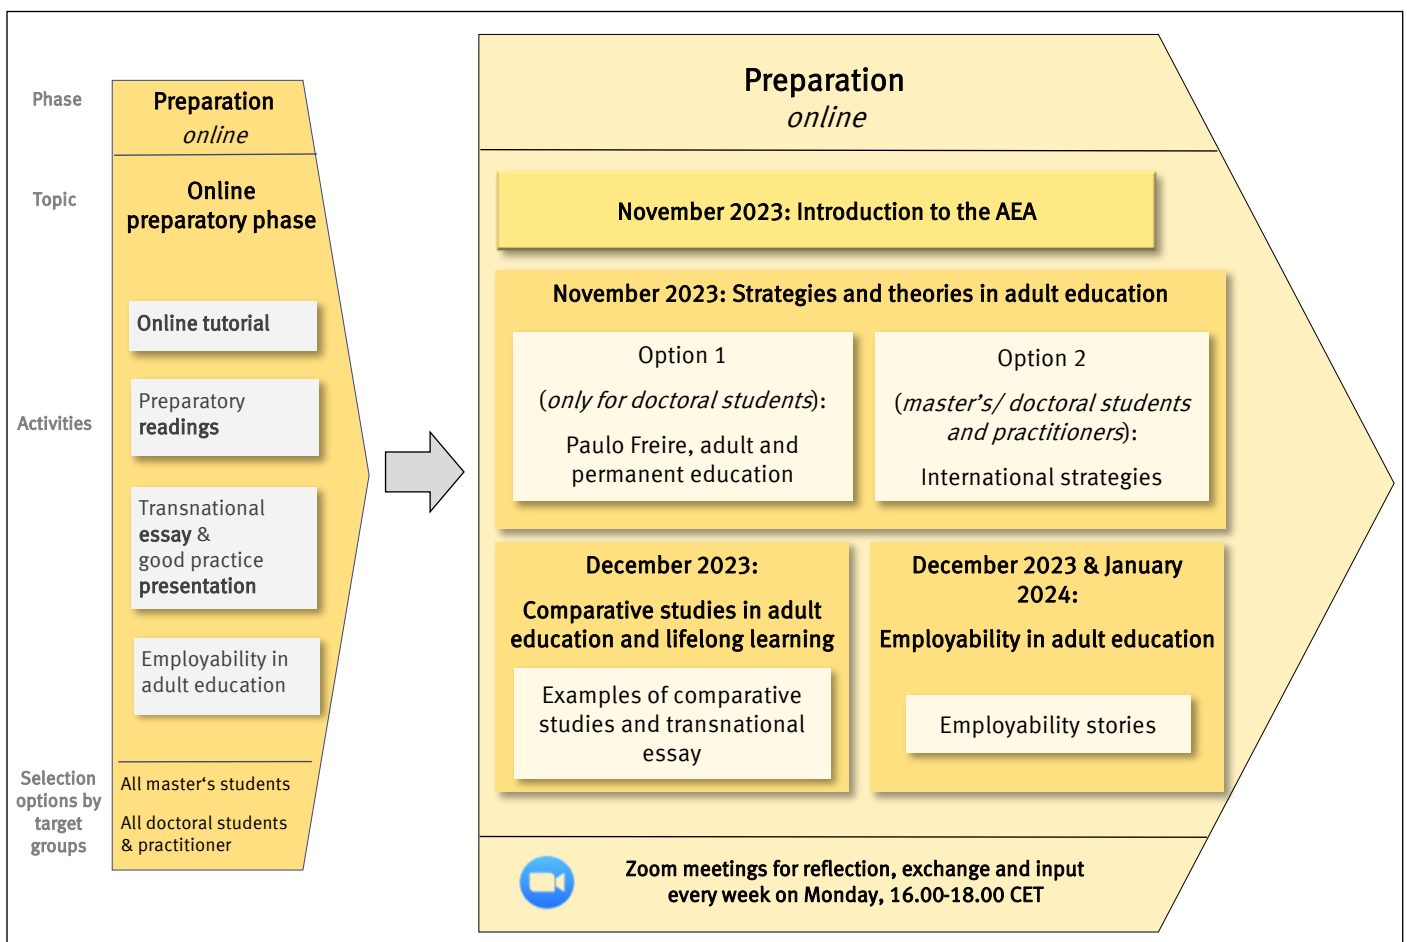 Phase
Preparation
online
Topic
Online
preparatory phase
Activities
Online tutorial
Preparatory
readings
Transnational
essay &
good practice
presentation
Employability in
adult education
Selection
options by
target
groups
All master‘s students
All doctoral students
& practitioner
Preparation
online
November 2023: Introduction to the AEA
November 2023: Strategies and theories in adult education
Option 1
(only for doctoral students):
Paulo Freire, adult and
permanent education
Option 2
(master’s/ doctoral students
and practitioners):
International strategies
December 2023:
Comparative studies in adult
education and lifelong learning
Examples of comparative
studies and transnational
essay
December 2023 & January
2024:
Employability in adult education
Employability stories
Zoom meetings for reflection, exchange and input
every week on Monday, 16.00-18.00 CET